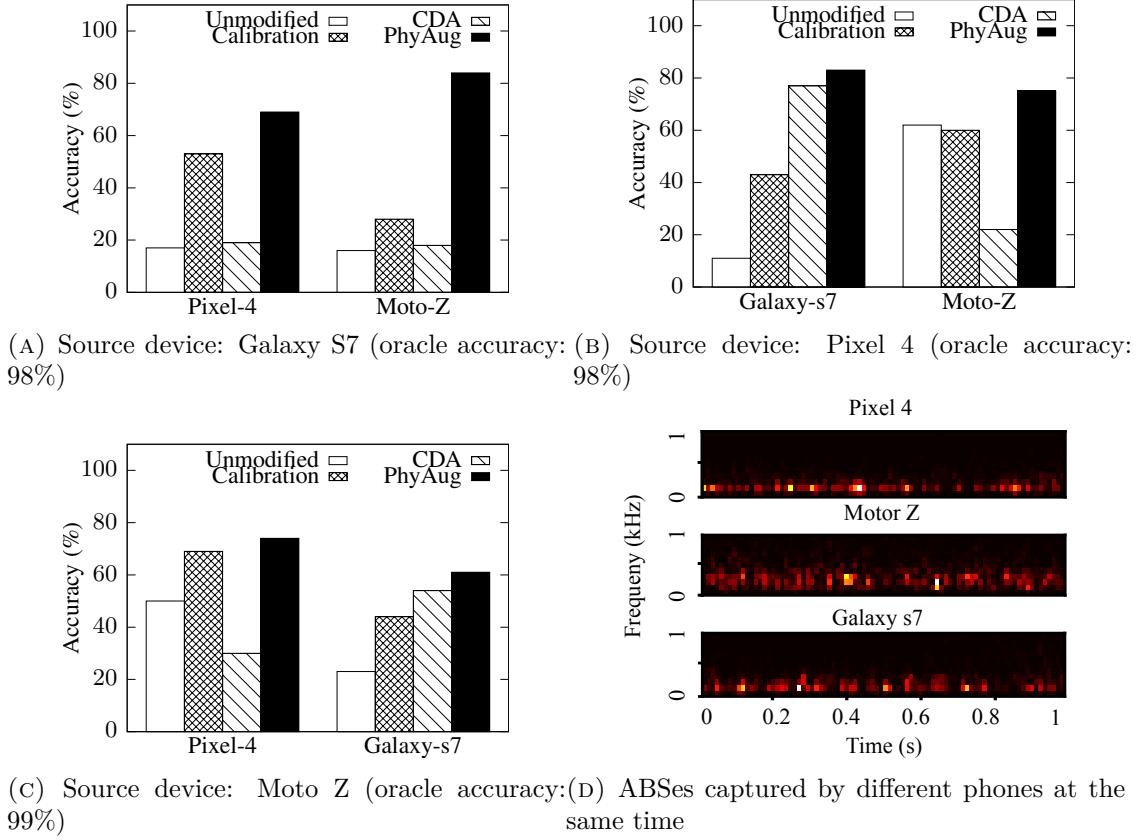 Unmodified CDA
Calibration PhyAug
100
80
60
40
20
0
Accuracy (%)
Pixel-4 Moto-Z
(A) Source device: Galaxy S7 (oracle accuracy:
98%)
Unmodified CDA
Calibration PhyAug
100
80
60
40
20
0
Accuracy (%)
Galaxy-s7 Moto-Z
(B) Source device: Pixel 4 (oracle accuracy:
98%)
Unmodified CDA
Calibration PhyAug
100
80
60
40
20
0
Accuracy (%)
Pixel-4 Galaxy-s7
(C) Source device: Moto Z (oracle accuracy:
99%)
Pixel 4
1
0
Motor Z
1
0
Galaxy s7
1
0
Frequeny (kHz)
0 0.2 0.4 0.6 0.8 1
Time (s)
(D) ABSes captured by different phones at the
same time